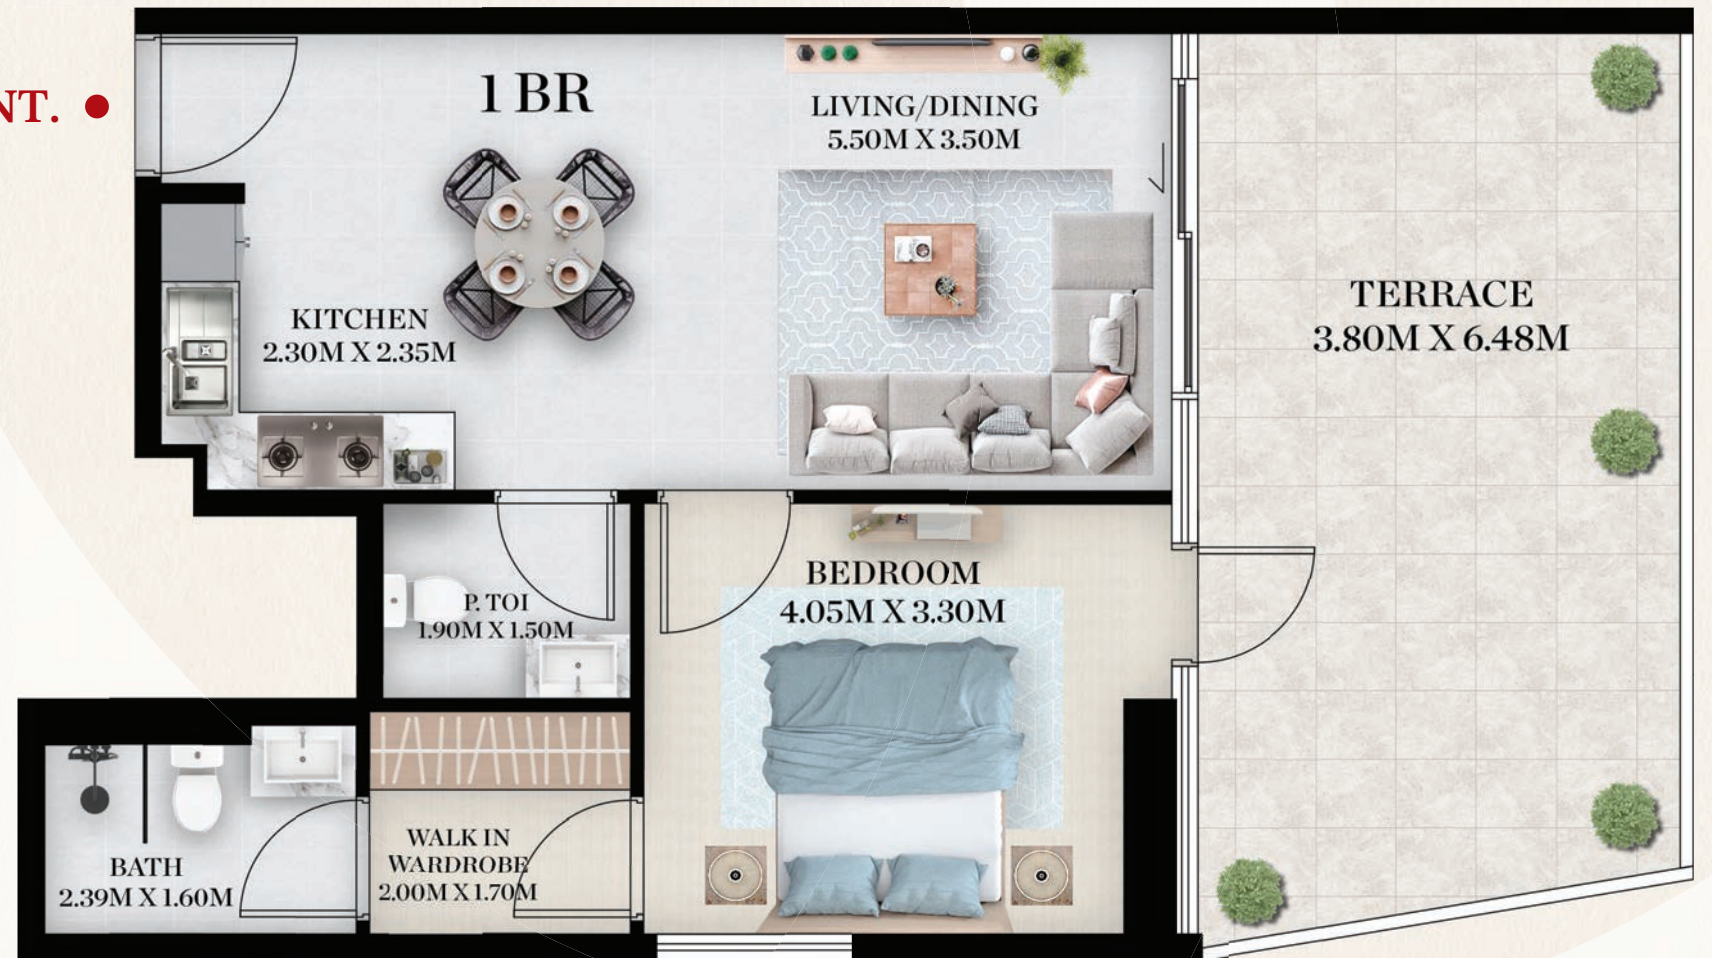 NT. •
1 BR
LIVING/DINING
5.50M X 3.50M
KITCHEN
2.30M X 2.35M
TERRACE
3.80M X 6.48M
P. TOI
1.90M X 1.50M
BEDROOM
4.05M X 3.30M
BATH
2.39M X 1.60M
WALK IN
WARDROBE
2.00M X 1.70M